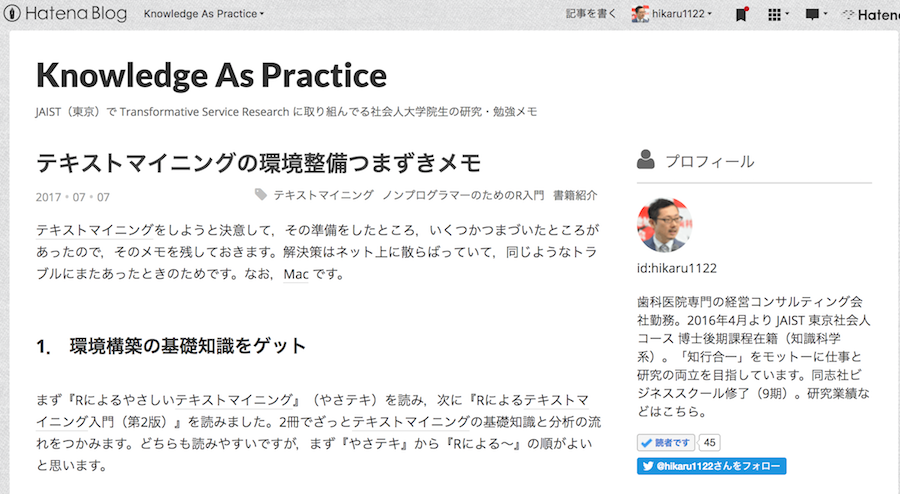 Hatena Blog Knowledge As Practice 記事を書く hikaru1122 Hatena
Knowledge As Practice
JAIST（東京）で Transformative Service Research に取り組んでる社会人大学院生の研究・勉強メモ
テキストマイニングの環境整備つまずきメモ
2017・07・07 テキストマイニング ノンプログラマーのためのR入門 書籍紹介
テキストマイニングをしようと決意して，その準備をしたところ，いくつかつまづいたところが
あったので，そのメモを残しておきます。解決策はネット上に散らばっていて，同じようなトラ
ブルにまたあったときのためです。なお，Mac です。
1． 環境構築の基礎知識をゲット
まず『Rによるやさしいテキストマイニング』（やさテキ）を読み，次に『Rによるテキストマ
イニング入門（第2版）』を読みました。2冊でざっとテキストマイニングの基礎知識と分析の流
れをつかみます。どちらも読みやすいですが，まず『やさテキ』から『Rによる〜』の順がよい
と思います。
プロフィール
id:hikaru1122
歯科医院専門の経営コンサルティング会
社勤務。2016年4月より JAIST 東京社会人
コース 博士後期課程在籍（知識科学
系）。「知行合一」をモットーに仕事と
研究の両立を目指しています。同志社ビ
ジネススクール修了（9期）。研究業績な
どはこちら。
読者です 45
@hikaru1122さんをフォロー